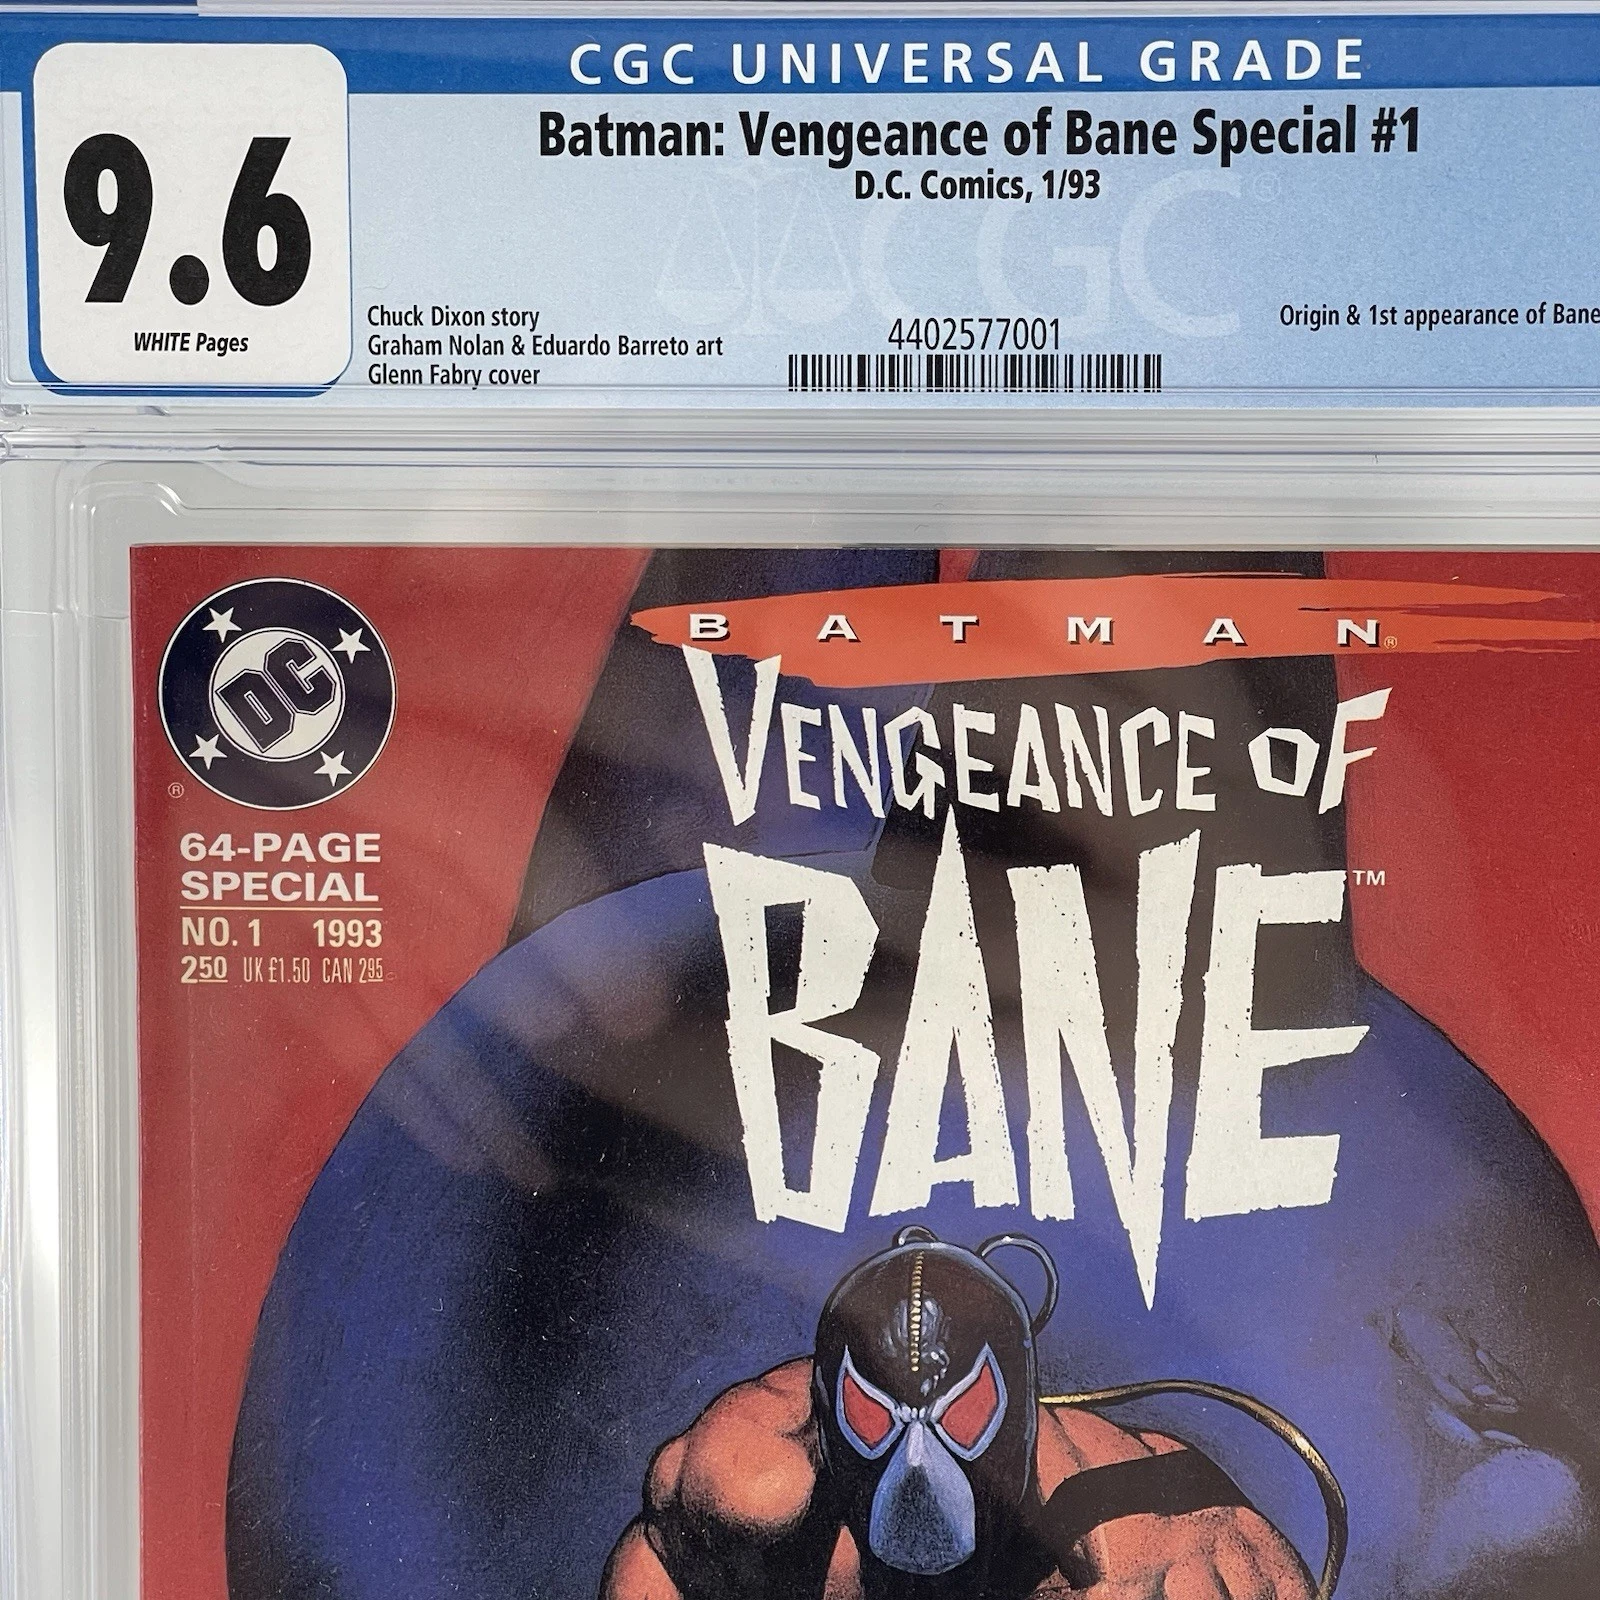 CGC UNIVERSAL GRADE
9.6
WHITE Pages
Batman: Vengeance of Bane Special #1
D.C. Comics, 1/93
CGC®
Chuck Dixon story
Graham Nolan & Eduardo Barreto art
Glenn Fabry cover
4402577001
Origin & 1st appearance of Bane
BATMAN®
VENGEANCE OF
BANE™
DC
®
64-PAGE
SPECIAL
NO. 1 1993
2.50 UK £1.50 CAN 2.95